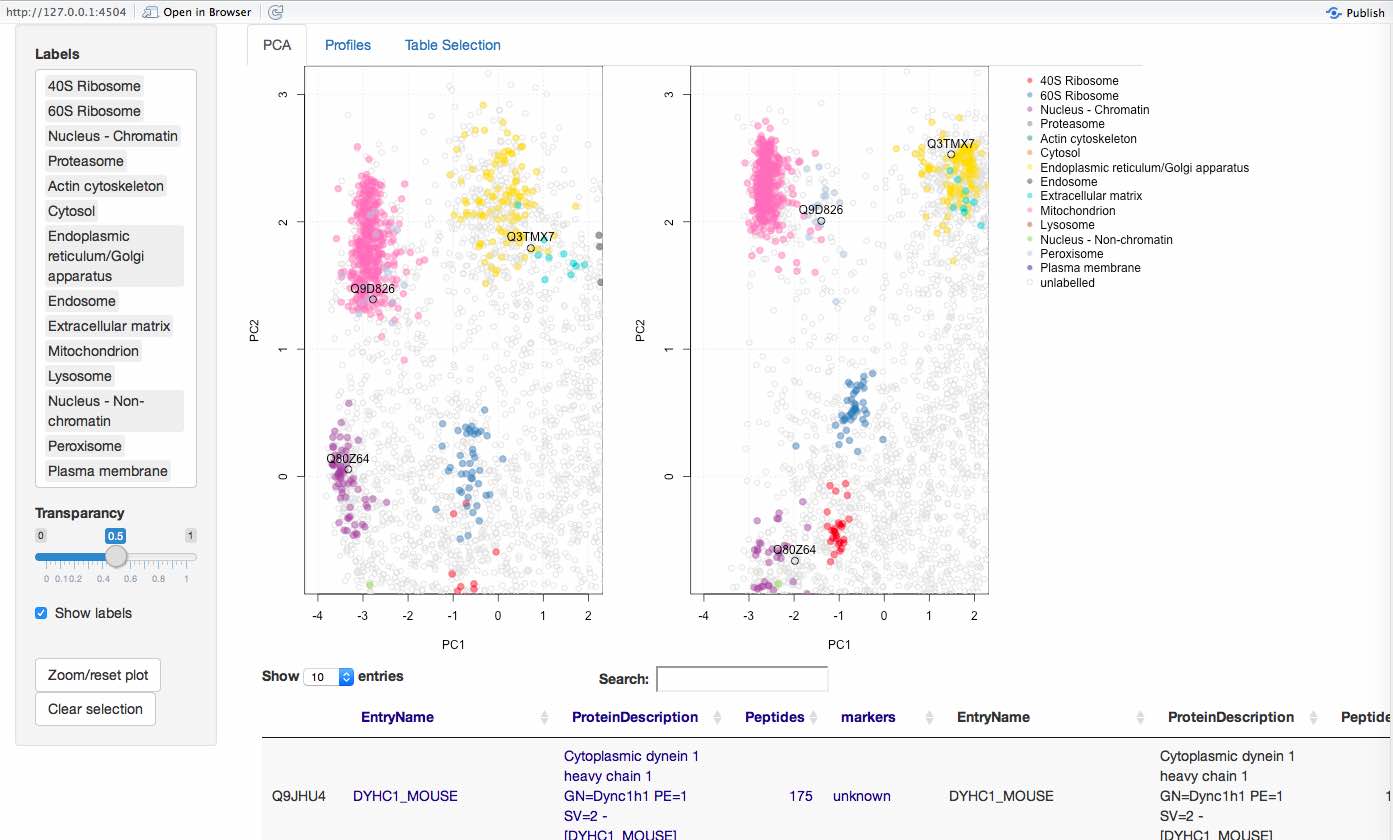 http://127.0.0.1:4504 Open in Browser Publish
Labels
40S Ribosome
60S Ribosome
Nucleus - Chromatin
Proteasome
Actin cytoskeleton
Cytosol
Endoplasmic
reticulum/Golgi
apparatus
Endosome
Extracellular matrix
Mitochondrion
Lysosome
Nucleus - Non-
chromatin
Peroxisome
Plasma membrane
Transparancy
0 0.5 1
0 0.1 0.2 0.4 0.6 0.8 1
Show labels
Zoom/reset plot
Clear selection
PCA Profiles Table Selection
3
2
1
0
PC2
Q3TMX7
Q9D826
Q80Z64
-4 -3 -2 -1 0 1 2
PC1
3
2
1
0
PC2
Q3TMX7
Q9D826
Q80Z64
-4 -3 -2 -1 0 1 2
PC1
40S Ribosome
60S Ribosome
Nucleus - Chromatin
Proteasome
Actin cytoskeleton
Cytosol
Endoplasmic reticulum/Golgi apparatus
Endosome
Extracellular matrix
Mitochondrion
Lysosome
Nucleus - Non-chromatin
Peroxisome
Plasma membrane
unlabelled
Show 10 entries Search:
EntryName ProteinDescription Peptides markers EntryName ProteinDescription Peptide
Cytoplasmic dynein 1 Cytoplasmic dynein 1
heavy chain 1 heavy chain 1
Q9JHU4 DYHC1_MOUSE GN=Dync1h1 PE=1 175 unknown DYHC1_MOUSE GN=Dync1h1 PE=1 1
SV=2 - SV=2 -
[DYHC1_MOUSE] [DYHC1_MOUSE]